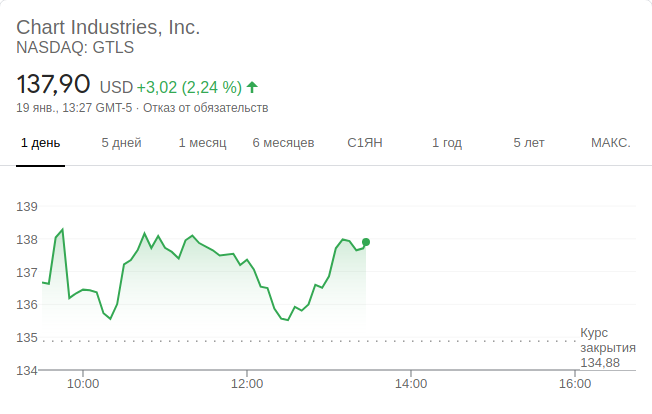 Chart Industries, Inc.
NASDAQ: GTLS
137,90 USD +3,02 (2,24 %)
19 янв., 13:27 GMT-5 · Отказ от обязательств
1 день 5 дней 1 месяц 6 месяцев С1ЯН 1 год 5 лет МАКС.
139
138
137
136
135
134
Курс
закрытия
134,88
10:00 12:00 14:00 16:00